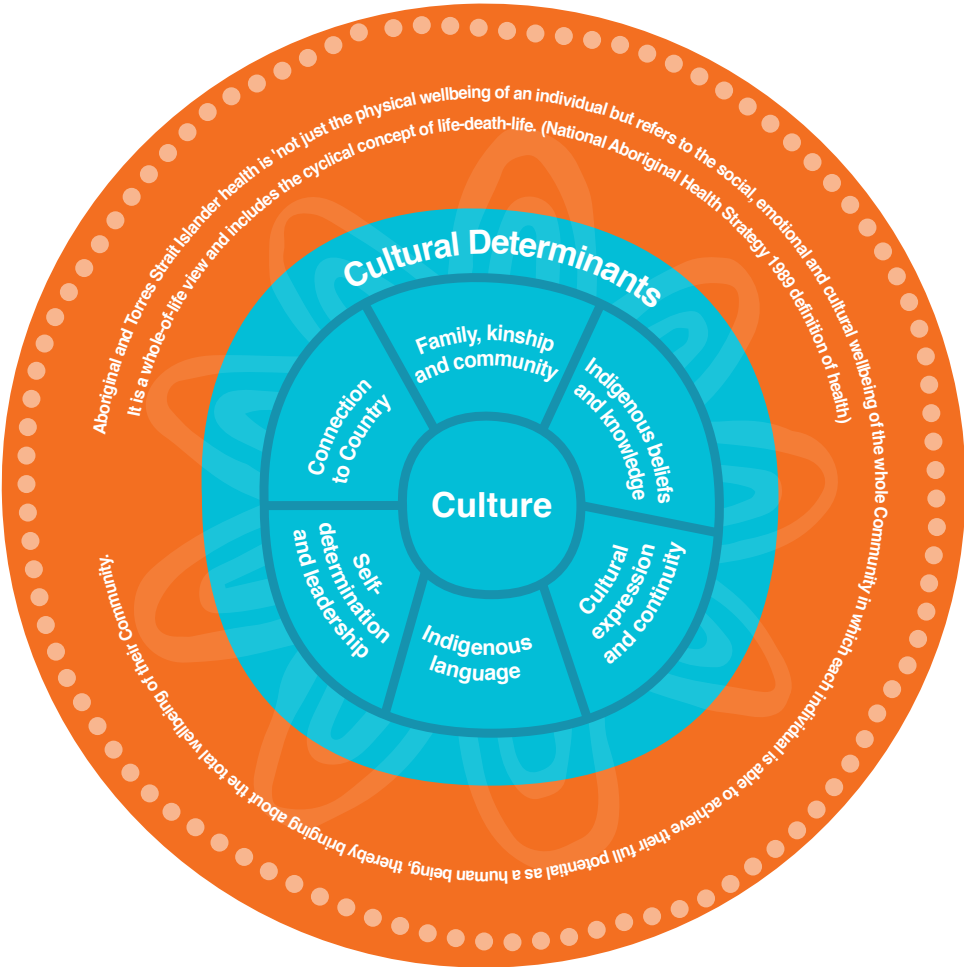 Aboriginal and Torres Strait Islander health is 'not just the physical wellbeing of an individual but refers to the social, emotional and cultural wellbeing of the whole Community in which each individual is able to achieve their full potential as a human being, thereby bringing about the total wellbeing of their Community.
It is a whole-of-life view and includes the cyclical concept of life-death-life. (National Aboriginal Health Strategy 1989 definition of health)
Cultural Determinants
Family, kinship
and community
Indigenous beliefs
and knowledge
Cultural
expression
and continuity
Indigenous
language
Self-
determination
and leadership
Connection
to Country
Culture